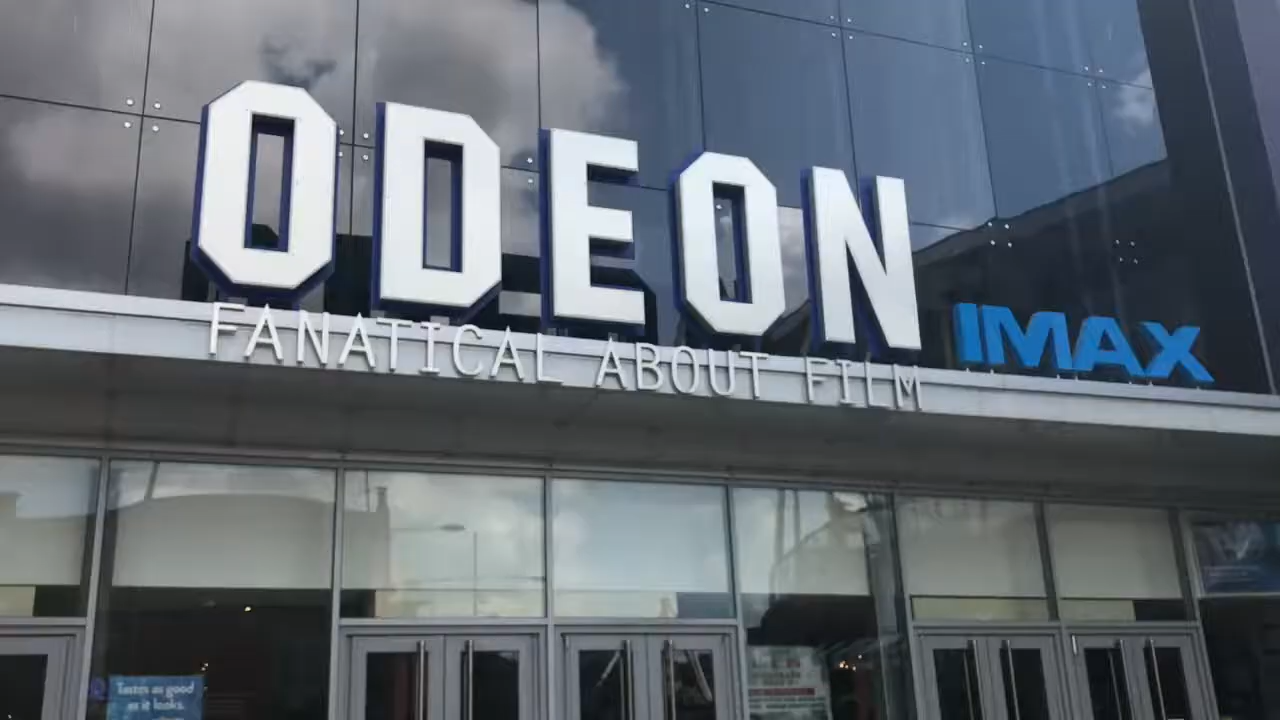 ODEON
FANATICAL ABOUT FILM
IMAX
Tastes as good
as it looks.